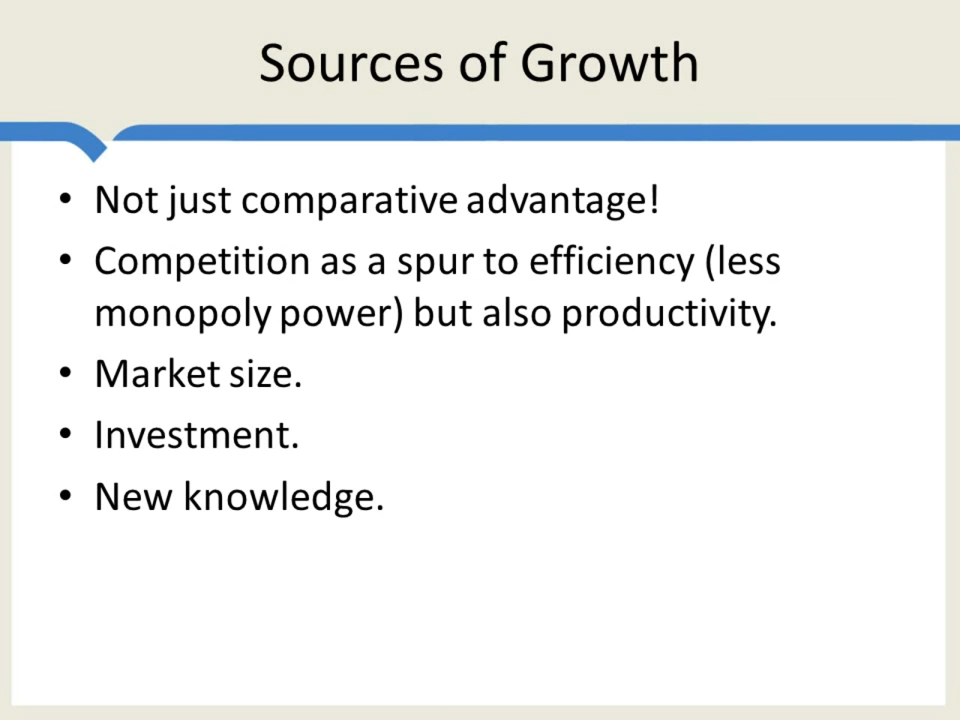 Sources of Growth
• Not just comparative advantage!
• Competition as a spur to efficiency (less
monopoly power) but also productivity.
• Market size.
• Investment.
• New knowledge.